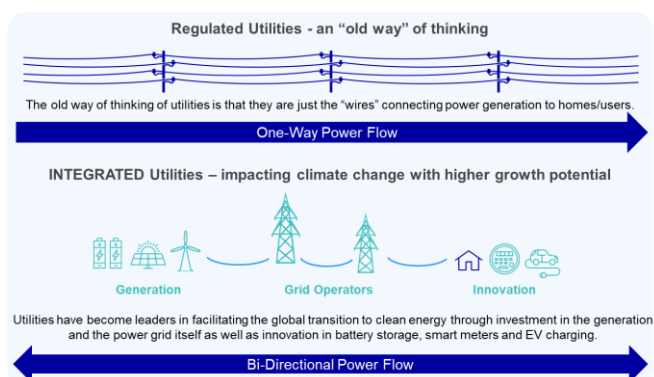 Regulated Utilities - an “old way” of thinking
The old way of thinking of utilities is that they are just the “wires” connecting power generation to homes/users.
One-Way Power Flow
INTEGRATED Utilities – impacting climate change with higher growth potential
Generation
Grid Operators
Innovation
Utilities have become leaders in facilitating the global transition to clean energy through investment in the generation
and the power grid itself as well as innovation in battery storage, smart meters and EV charging.
Bi-Directional Power Flow